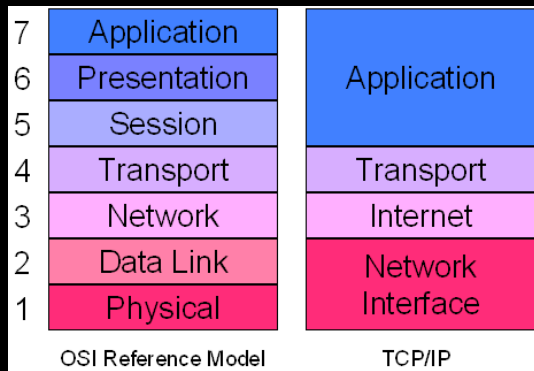 7 Application
6 Presentation
5 Session
4 Transport
3 Network
2 Data Link
1 Physical
OSI Reference Model
Application
Transport
Internet
Network
Interface
TCP/IP